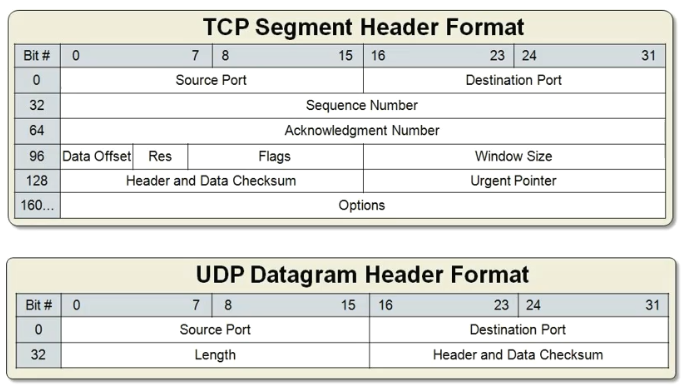 TCP Segment Header Format
Bit # 0 7 8 15 16 23 24 31
0 Source Port Destination Port
32 Sequence Number
64 Acknowledgment Number
96 Data Offset Res Flags Window Size
128 Header and Data Checksum Urgent Pointer
160... Options
UDP Datagram Header Format
Bit # 0 7 8 15 16 23 24 31
0 Source Port Destination Port
32 Length Header and Data Checksum